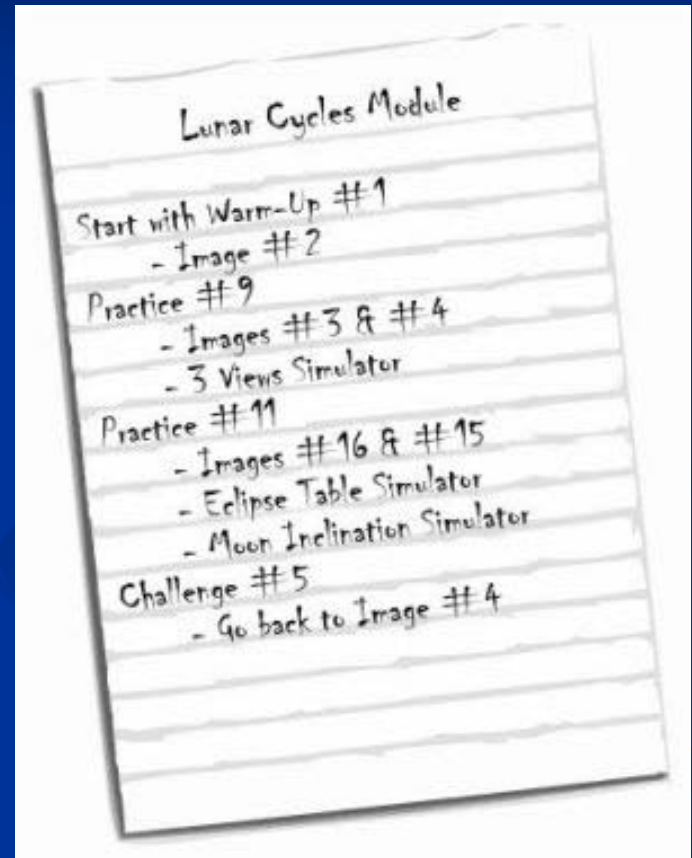 Lunar Cycles Module
Start with Warm-Up #1
- Image #2
Practice #9
- Images #3 & #4
- 3 Views Simulator
Practice #11
- Images #16 & #15
- Eclipse Table Simulator
- Moon Inclination Simulator
Challenge #5
- Go back to Image #4